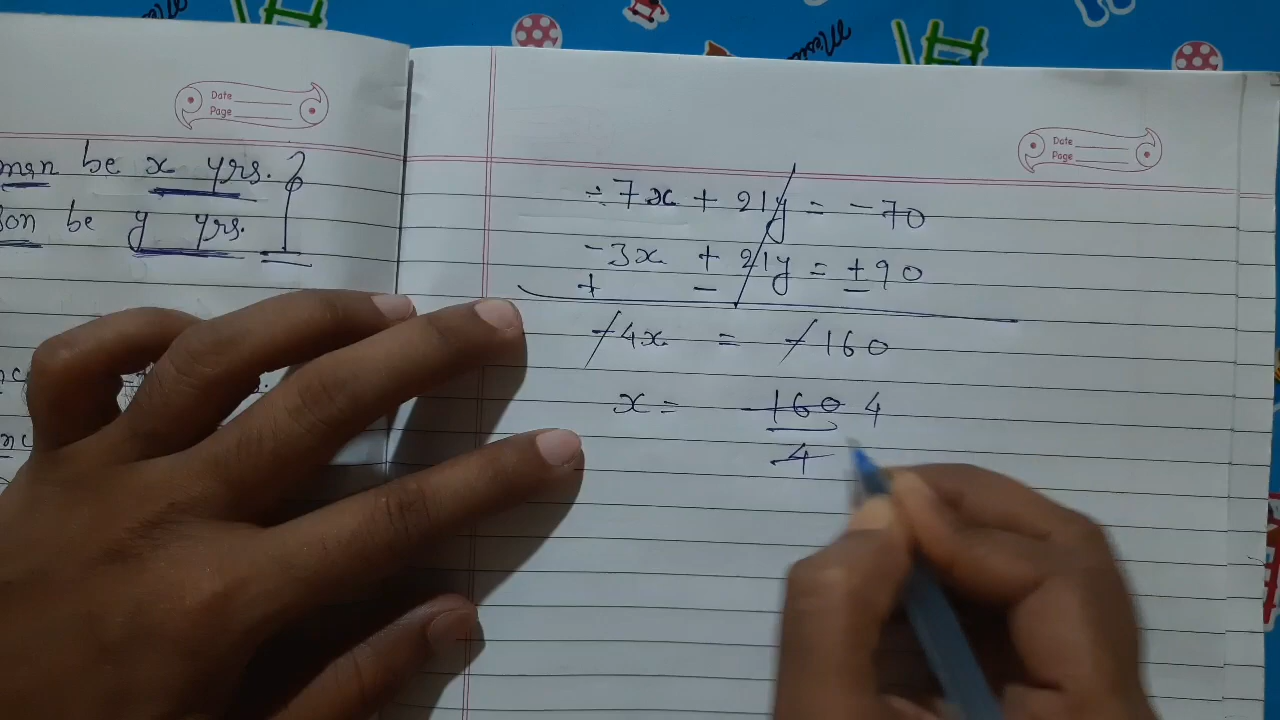 Date
Page
man be x yrs.
son be y yrs.
Date
Page
-7x + 21y = -70
-3x + 21y = ±90
+ -
-4x = -160
x = 160 4
4